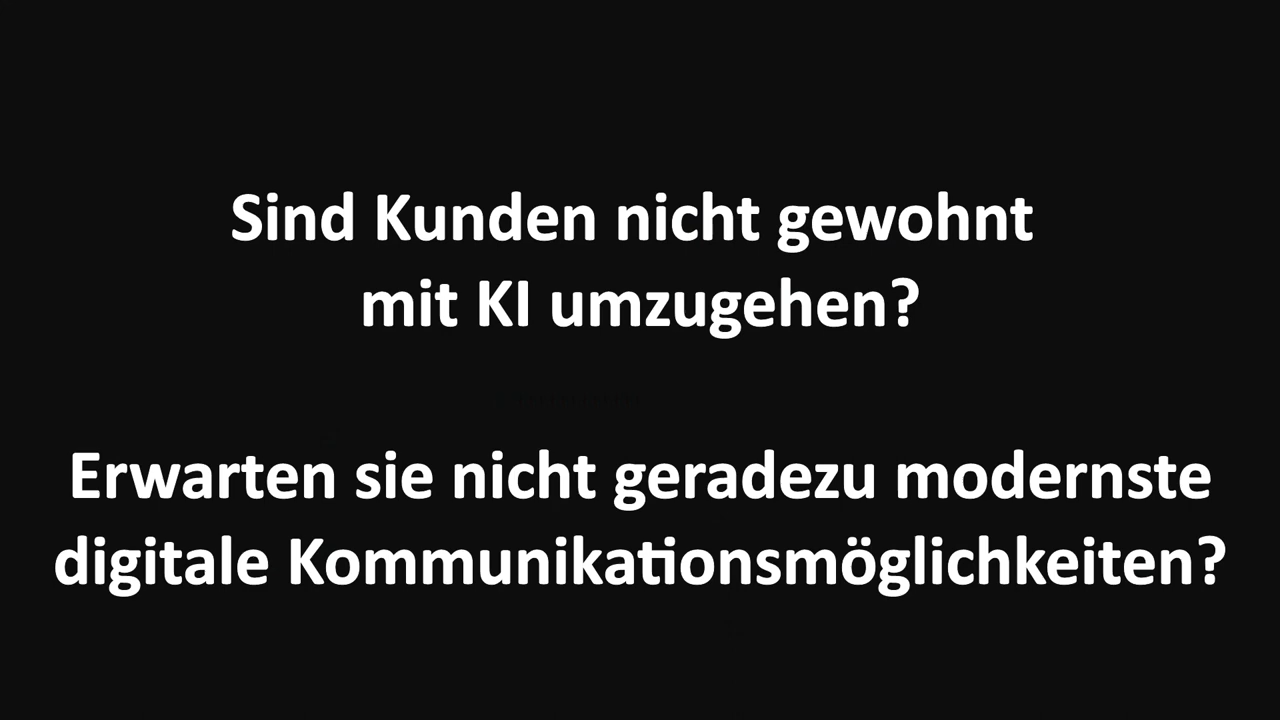 Sind Kunden nicht gewohnt
mit KI umzugehen?
Erwarten sie nicht geradezu modernste
digitale Kommunikationsmöglichkeiten?